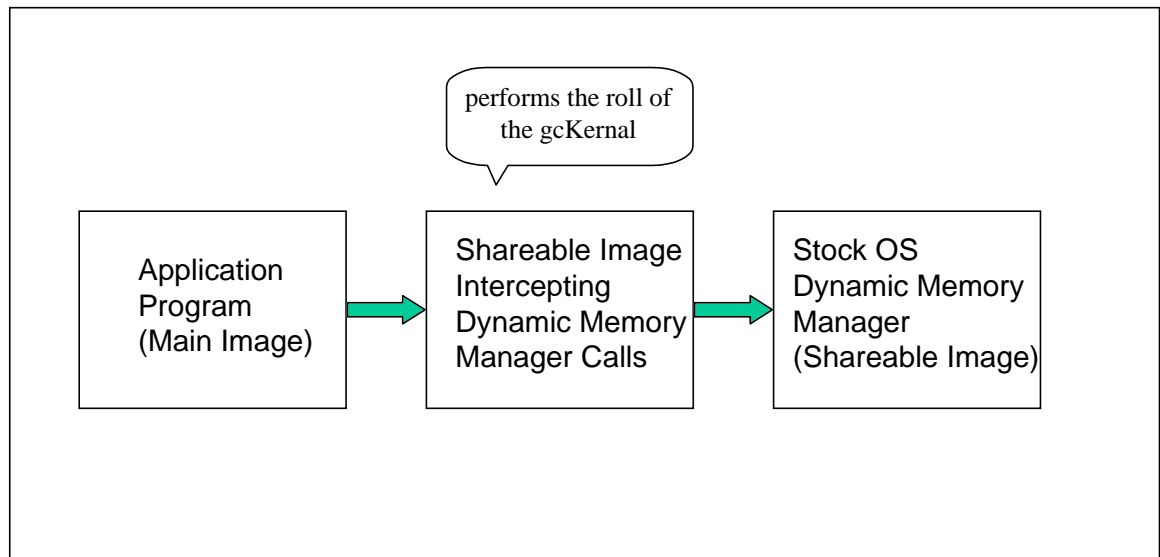 performs the roll of
the gcKernal
Application
Program
(Main Image)
Shareable Image
Intercepting
Dynamic Memory
Manager Calls
Stock OS
Dynamic Memory
Manager
(Shareable Image)